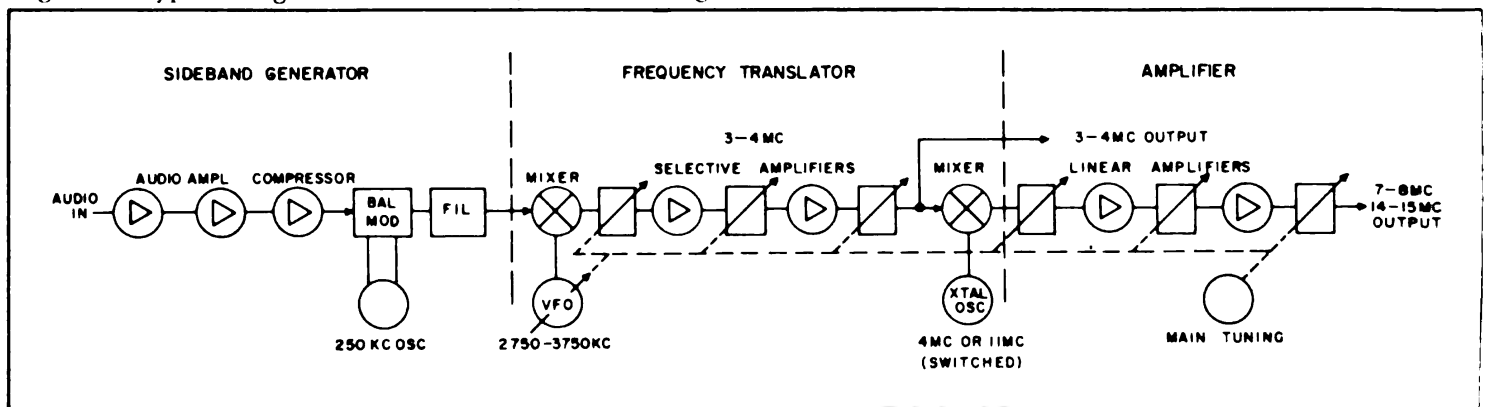 SIDEBAND GENERATOR
FREQUENCY TRANSLATOR
AMPLIFIER
3-4MC
3-4MC OUTPUT
AUDIO AMPL
COMPRESSOR
MIXER
SELECTIVE AMPLIFIERS
MIXER
LINEAR AMPLIFIERS
AUDIO IN
BAL MOD
FIL
7-8MC
14-15MC
OUTPUT
VFO
XTAL OSC
250 KC OSC
2750-3750KC
4MC OR 11MC
(SWITCHED)
MAIN TUNING